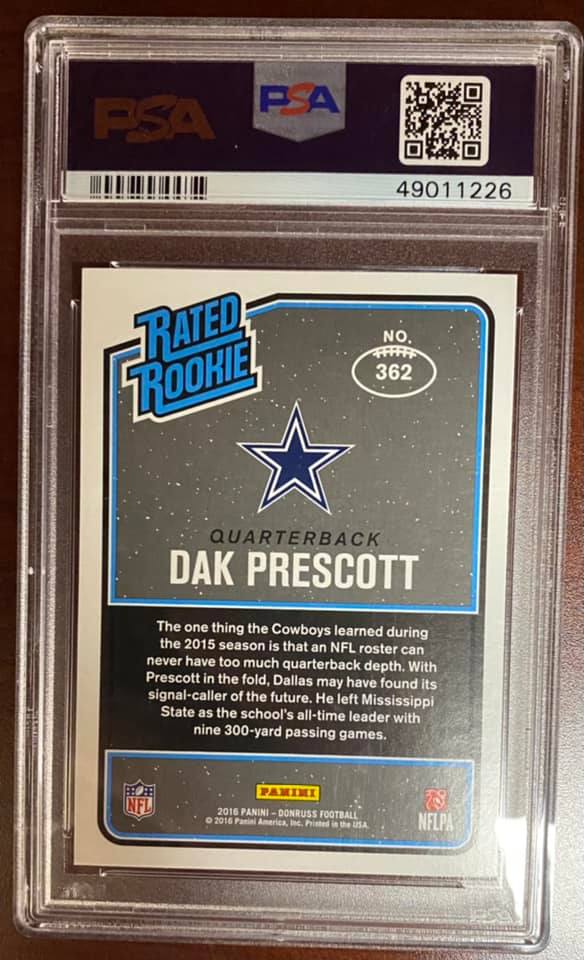 PSA
PSA
49011226
RATED
ROOKIE
NO.
362
QUARTERBACK
DAK PRESCOTT
The one thing the Cowboys learned during
the 2015 season is that an NFL roster can
never have too much quarterback depth. With
Prescott in the fold, Dallas may have found its
signal-caller of the future. He left Mississippi
State as the school's all-time leader with
nine 300-yard passing games.
NFL
PANINI
2016 PANINI – DONRUSS FOOTBALL
© 2016 Panini America, Inc. Printed in the USA.
NFLPA
PSA